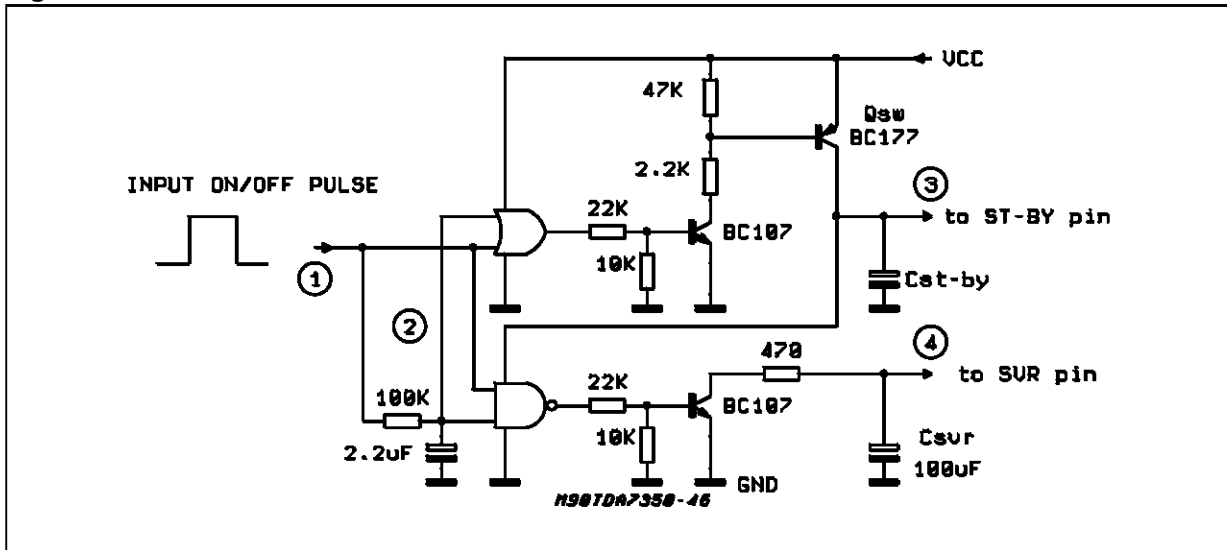 VCC
47K
Qsw
BC177
2.2K
INPUT ON/OFF PULSE
3
22K
to ST-BY pin
BC107
10K
1
Cst-by
2
4
470
22K
to SVR pin
100K
BC107
10K
Csvr
2.2uF
100uF
GND
M90TDA7350-46